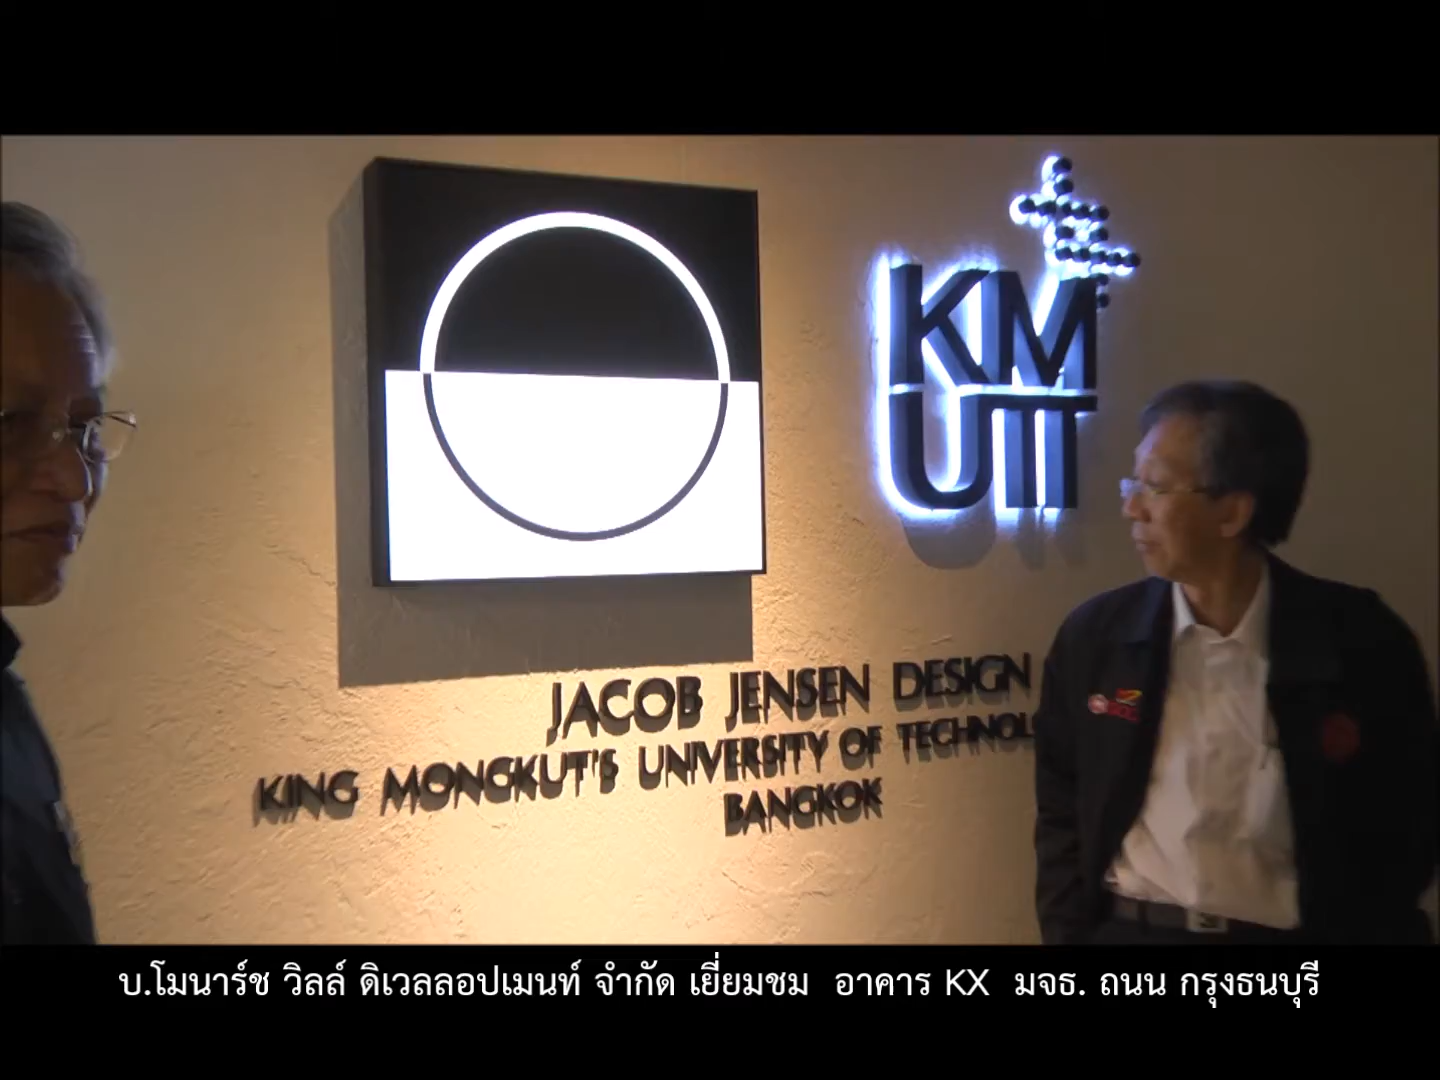 KM
UTT
JACOB JENSEN DESIGN
KING MONGKUT'S UNIVERSITY OF
BANGKOK
บ.โมนาร์ช วิลล์ ดิเวลลอปเมนท์ จำกัด เยี่ยมชม อาคาร KX มจธ. ถนน กรุงธนบุรี